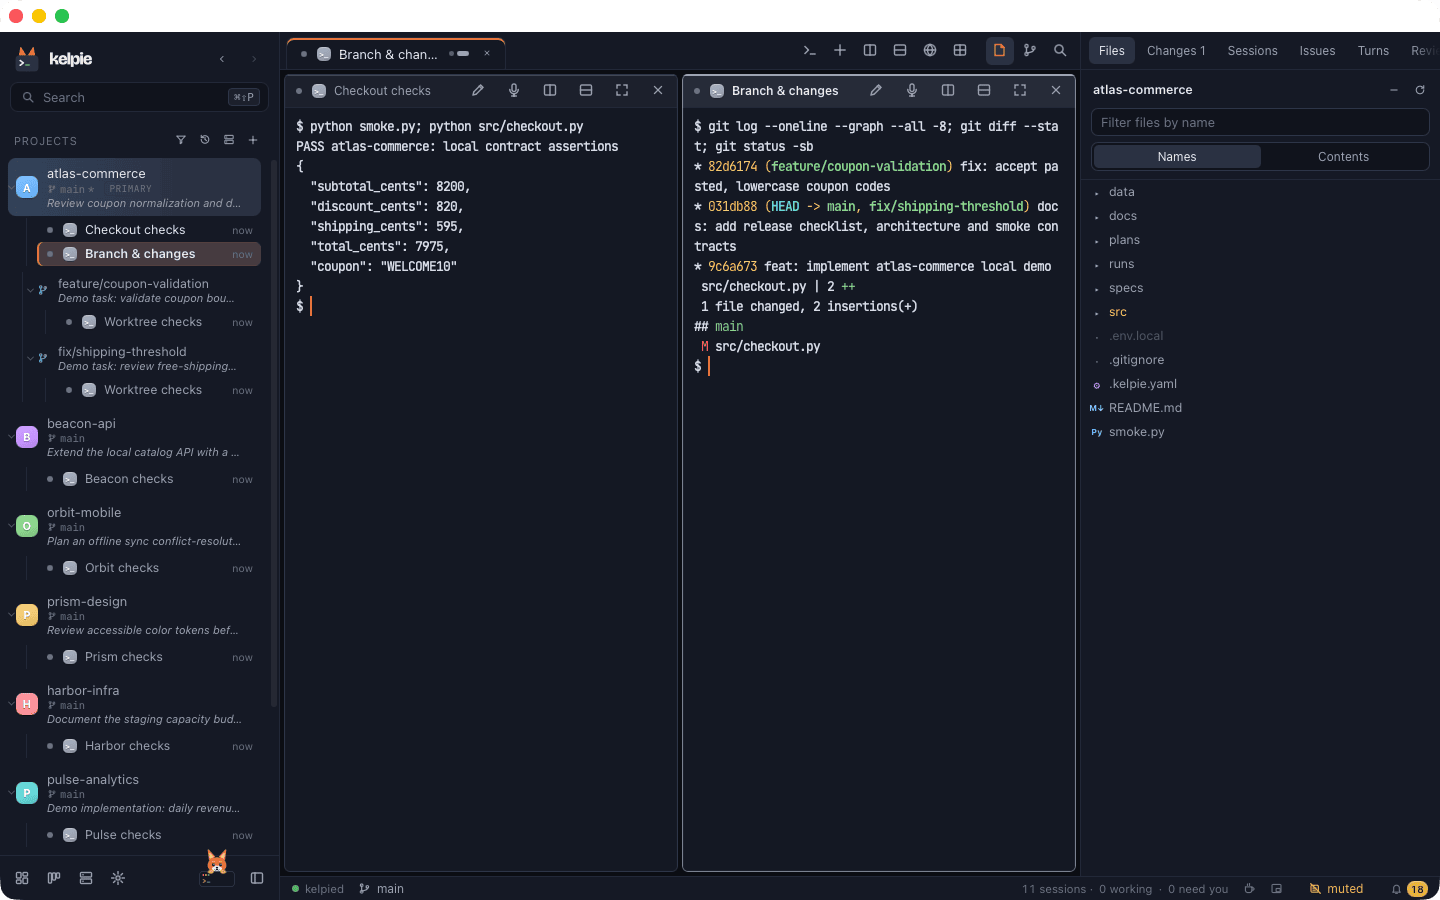 kelpie
Search
⌘⇧P
PROJECTS
A
atlas-commerce
main★ PRIMARY
Review coupon normalization and d...
Checkout checks now
Branch & changes now
feature/coupon-validation
Demo task: validate coupon bou...
Worktree checks now
fix/shipping-threshold
Demo task: review free-shipping...
Worktree checks now
B
beacon-api
main
Extend the local catalog API with a ...
Beacon checks now
O
orbit-mobile
main
Plan an offline sync conflict-resolut...
Orbit checks now
P
prism-design
main
Review accessible color tokens bef...
Prism checks now
H
harbor-infra
main
Document the staging capacity bud...
Harbor checks now
P
pulse-analytics
main
Demo implementation: daily revenu...
Pulse checks now
Branch & chan...
Checkout checks
$ python smoke.py; python src/checkout.py
PASS atlas-commerce: local contract assertions
{
"subtotal_cents": 8200,
"discount_cents": 820,
"shipping_cents": 595,
"total_cents": 7975,
"coupon": "WELCOME10"
}
$
Branch & changes
$ git log --oneline --graph --all -8; git diff --sta
t; git status -sb
* 82d6174 (feature/coupon-validation) fix: accept pa
sted, lowercase coupon codes
* 031db88 (HEAD -> main, fix/shipping-threshold) doc
s: add release checklist, architecture and smoke con
tracts
* 9c6a673 feat: implement atlas-commerce local demo
src/checkout.py | 2 ++
1 file changed, 2 insertions(+)
## main
M src/checkout.py
$
Files Changes 1 Sessions Issues Turns Revi
atlas-commerce
Filter files by name
Names Contents
data
docs
plans
runs
specs
src
.env.local
.gitignore
.kelpie.yaml
M↓ README.md
Py smoke.py
kelpied main
11 sessions · 0 working · 0 need you
muted
18